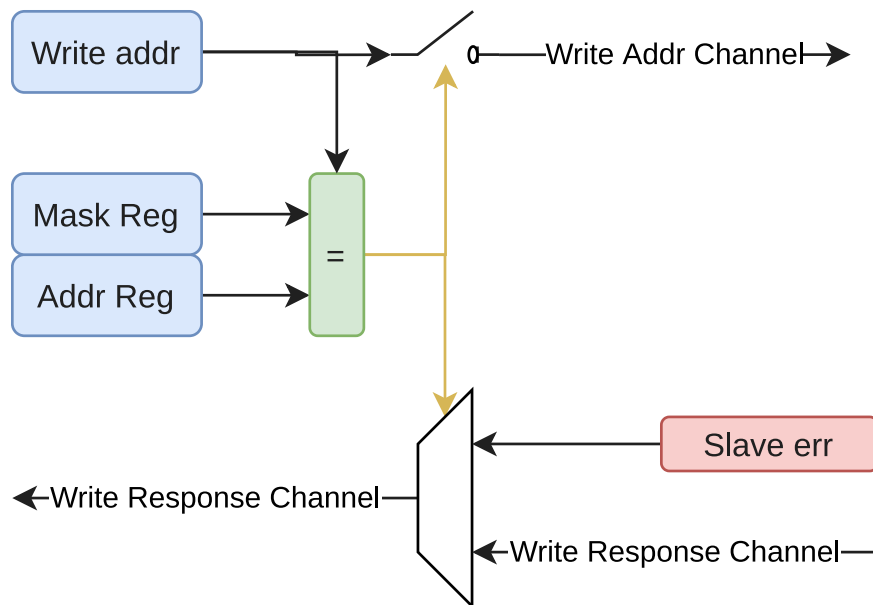 Write addr
Write Addr Channel
Mask Reg
=
Addr Reg
Slave err
Write Response Channel
Write Response Channel